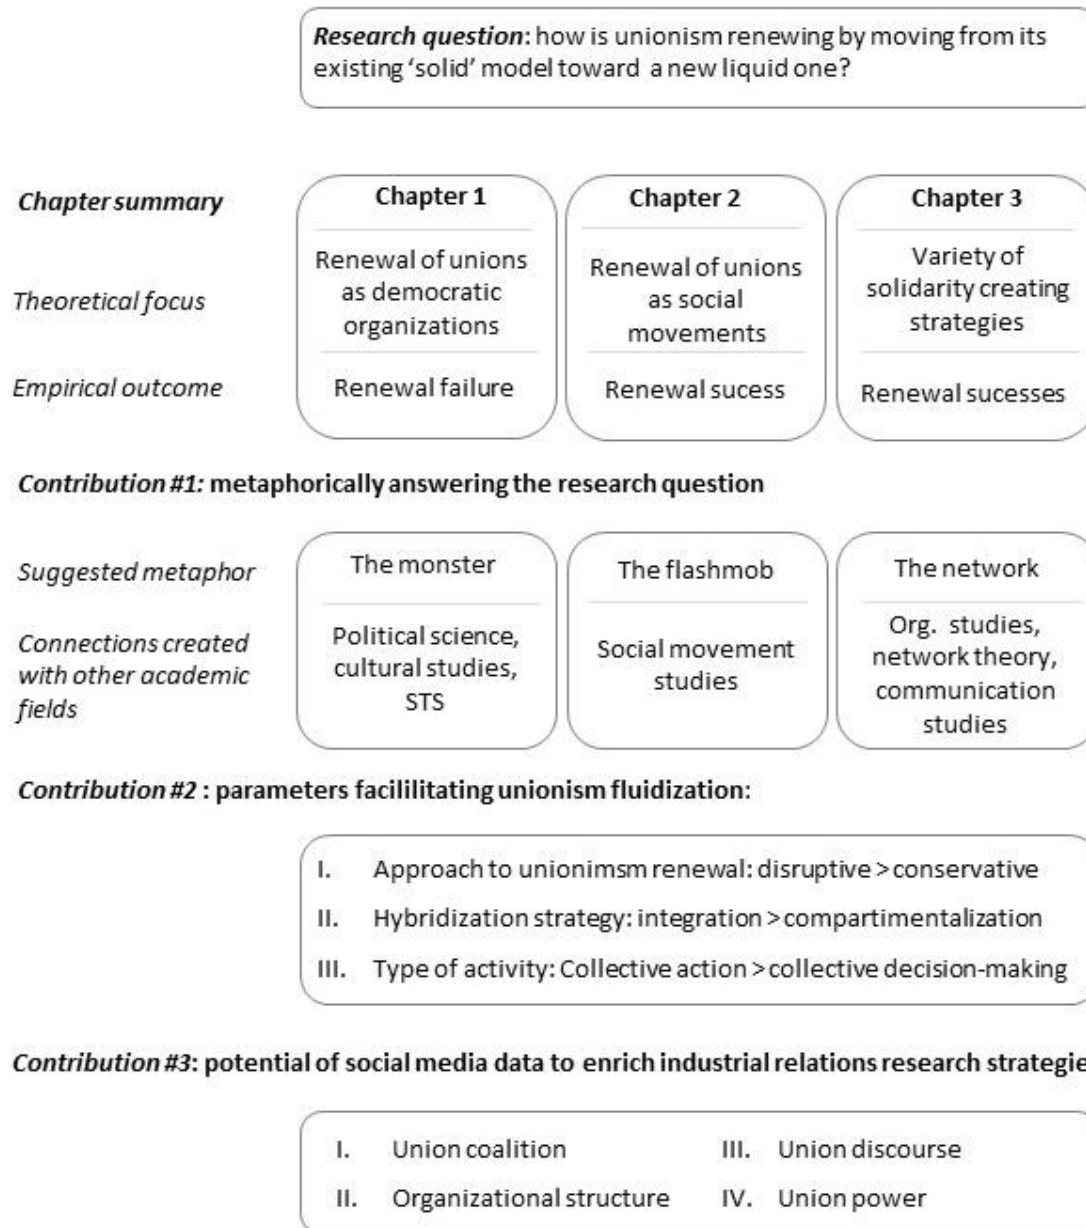 Research question: how is unionism renewing by moving from its
existing ‘solid’ model toward a new liquid one?
Chapter summary
Chapter 1
Chapter 2
Chapter 3
Theoretical focus
Renewal of unions
as democratic
organizations
Renewal of unions
as social
movements
Variety of
solidarity creating
strategies
Empirical outcome
Renewal failure
Renewal sucess
Renewal sucesses
Contribution #1: metaphorically answering the research question
Suggested metaphor
The monster
The flashmob
The network
Connections created
with other academic
fields
Political science,
cultural studies,
STS
Social movement
studies
Org. studies,
network theory,
communication
studies
Contribution #2 : parameters facililitating unionism fluidization:
I. Approach to unionimsm renewal: disruptive > conservative
II. Hybridization strategy: integration > compartimentalization
III. Type of activity: Collective action > collective decision-making
Contribution #3: potential of social media data to enrich industrial relations research strategie
I. Union coalition
II. Organizational structure
III. Union discourse
IV. Union power